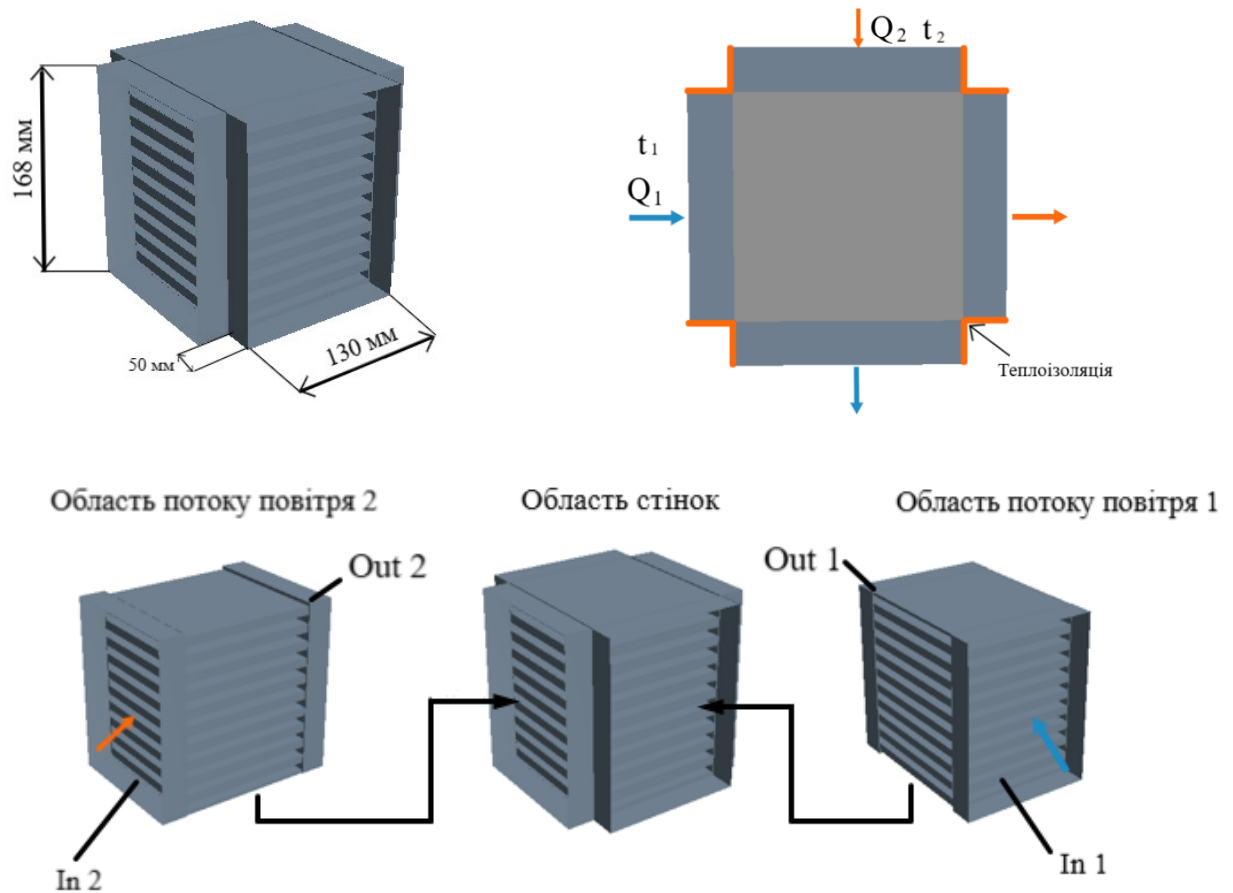 168 мм
50 мм
130 мм
Q₂ t₂
t₁
Q₁
Теплоізоляція
Область потоку повітря 2
Область стінок
Область потоку повітря 1
Out 2
Out 1
In 2
In 1